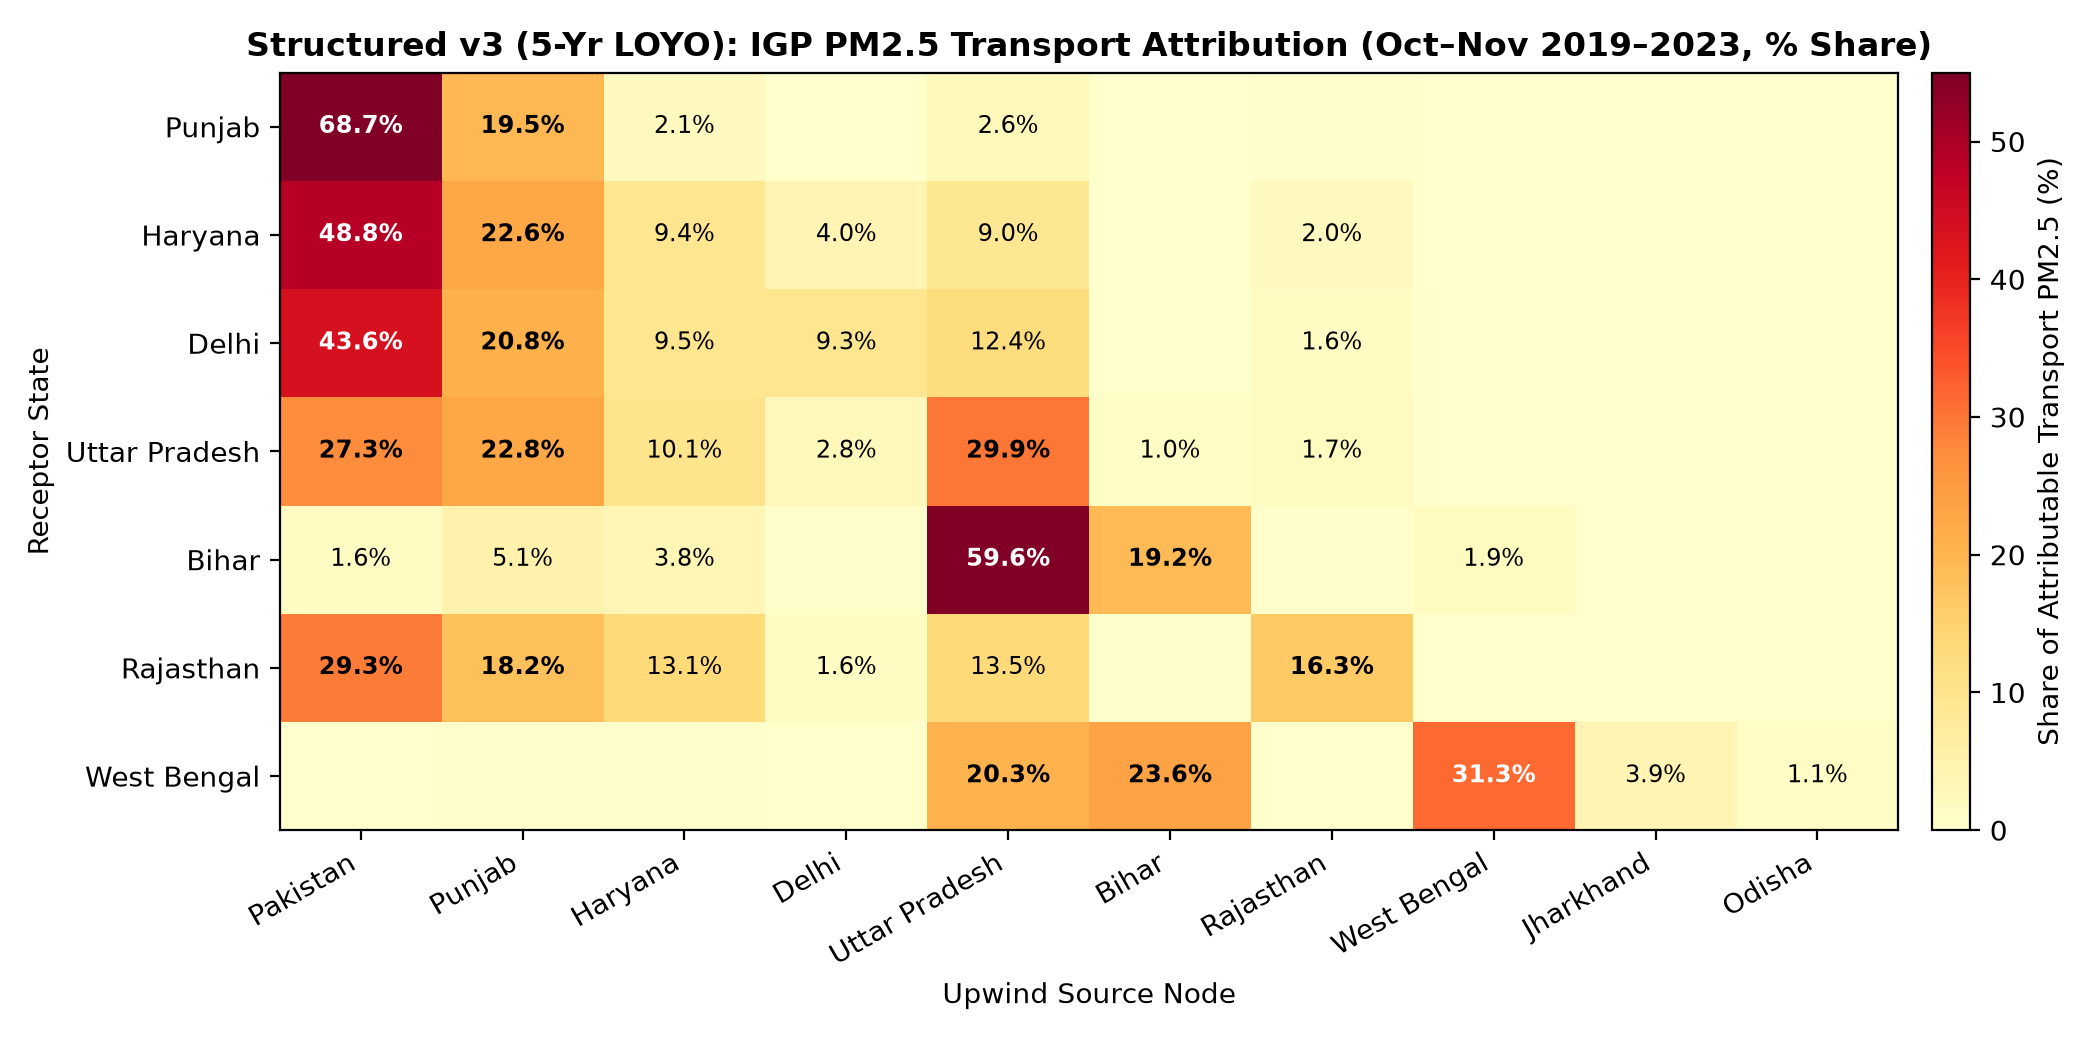 Structured v3 (5-Yr LOYO): IGP PM2.5 Transport Attribution (Oct–Nov 2019–2023, % Share)
Receptor State
Punjab 68.7% 19.5% 2.1% 2.6%
Haryana 48.8% 22.6% 9.4% 4.0% 9.0% 2.0%
Delhi 43.6% 20.8% 9.5% 9.3% 12.4% 1.6%
Uttar Pradesh 27.3% 22.8% 10.1% 2.8% 29.9% 1.0% 1.7%
Bihar 1.6% 5.1% 3.8% 59.6% 19.2% 1.9%
Rajasthan 29.3% 18.2% 13.1% 1.6% 13.5% 16.3%
West Bengal 20.3% 23.6% 31.3% 3.9% 1.1%
Pakistan Punjab Haryana Delhi Uttar Pradesh Bihar Rajasthan West Bengal Jharkhand Odisha
Upwind Source Node
50
40
30
20
10
0
Share of Attributable Transport PM2.5 (%)